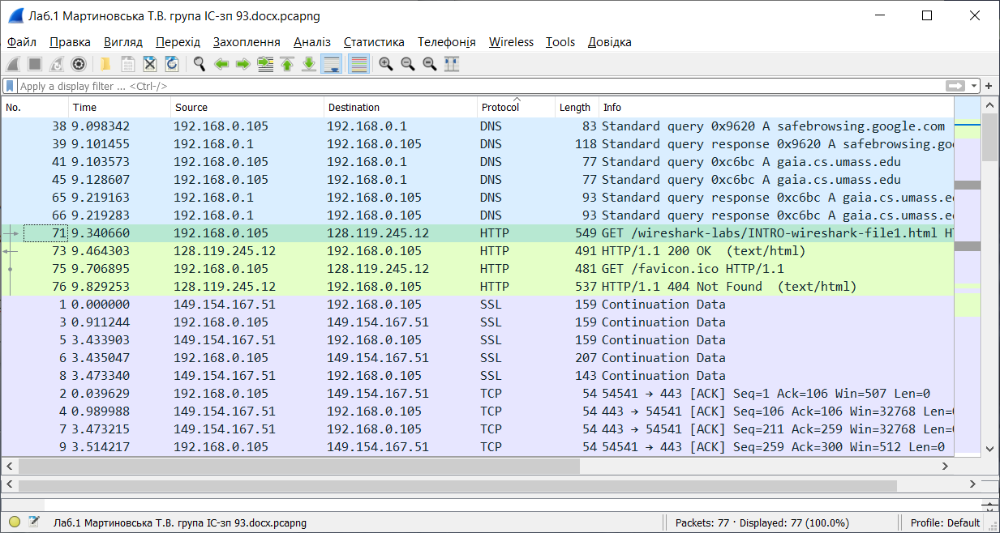 Лаб.1 Мартиновська Т.В. група ІС-зп 93.docx.pcapng
Файл Правка Вигляд Перехід Захоплення Аналіз Статистика Телефонія Wireless Tools Довідка
Apply a display filter ... <Ctrl-/>
No. Time Source Destination Protocol Length Info
38 9.098342 192.168.0.105 192.168.0.1 DNS 83 Standard query 0x9620 A safebrowsing.google.com
39 9.101455 192.168.0.1 192.168.0.105 DNS 118 Standard query response 0x9620 A safebrowsing.go
41 9.103573 192.168.0.105 192.168.0.1 DNS 77 Standard query 0xc6bc A gaia.cs.umass.edu
45 9.128607 192.168.0.105 192.168.0.1 DNS 77 Standard query 0xc6bc A gaia.cs.umass.edu
65 9.219163 192.168.0.1 192.168.0.105 DNS 93 Standard query response 0xc6bc A gaia.cs.umass.e
66 9.219283 192.168.0.1 192.168.0.105 DNS 93 Standard query response 0xc6bc A gaia.cs.umass.e
71 9.340660 192.168.0.105 128.119.245.12 HTTP 549 GET /wireshark-labs/INTRO-wireshark-file1.html H
73 9.464303 128.119.245.12 192.168.0.105 HTTP 491 HTTP/1.1 200 OK (text/html)
75 9.706895 192.168.0.105 128.119.245.12 HTTP 481 GET /favicon.ico HTTP/1.1
76 9.829253 128.119.245.12 192.168.0.105 HTTP 537 HTTP/1.1 404 Not Found (text/html)
1 0.000000 149.154.167.51 192.168.0.105 SSL 159 Continuation Data
3 0.911244 192.168.0.105 149.154.167.51 SSL 159 Continuation Data
5 3.433903 149.154.167.51 192.168.0.105 SSL 159 Continuation Data
6 3.435047 192.168.0.105 149.154.167.51 SSL 207 Continuation Data
8 3.473340 149.154.167.51 192.168.0.105 SSL 143 Continuation Data
2 0.039629 192.168.0.105 149.154.167.51 TCP 54 54541 → 443 [ACK] Seq=1 Ack=106 Win=507 Len=0
4 0.989988 149.154.167.51 192.168.0.105 TCP 54 443 → 54541 [ACK] Seq=106 Ack=106 Win=32768 Len=
7 3.473215 149.154.167.51 192.168.0.105 TCP 54 443 → 54541 [ACK] Seq=211 Ack=259 Win=32768 Len=
9 3.514217 192.168.0.105 149.154.167.51 TCP 54 54541 → 443 [ACK] Seq=259 Ack=300 Win=512 Len=0
Лаб.1 Мартиновська Т.В. група ІС-зп 93.docx.pcapng Packets: 77 · Displayed: 77 (100.0%) Profile: Default